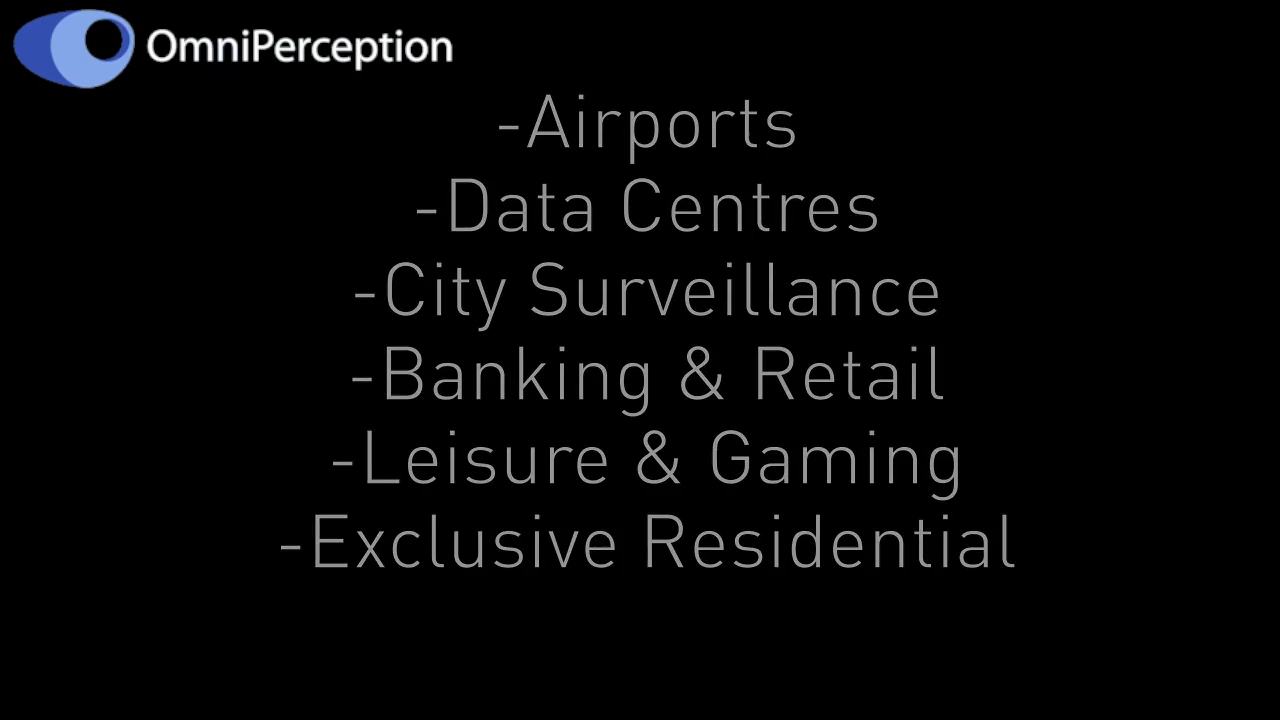 OmniPerception
-Airports
-Data Centres
-City Surveillance
-Banking & Retail
-Leisure & Gaming
-Exclusive Residential